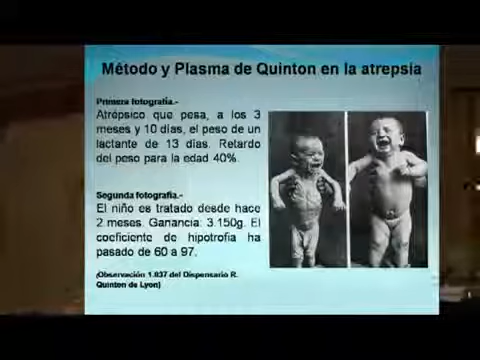 Método y Plasma de Quinton en la atrepsia
Primera fotografía.-
Atrépsico que pesa, a los 3
meses y 10 días, el peso de un
lactante de 13 días. Retardo
del peso para la edad 40%.
Segunda fotografía.-
El niño es tratado desde hace
2 meses. Ganancia: 3.150g. El
coeficiente de hipotrofia ha
pasado de 60 a 97.
(Observación 1.837 del Dispensario R.
Quinton de Lyon)